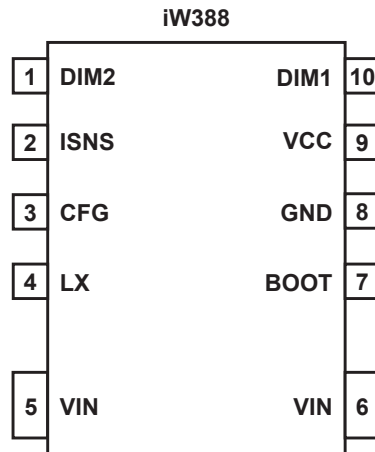 iW388
1 DIM2 DIM1 10
2 ISNS VCC 9
3 CFG GND 8
4 LX BOOT 7
5 VIN VIN 6